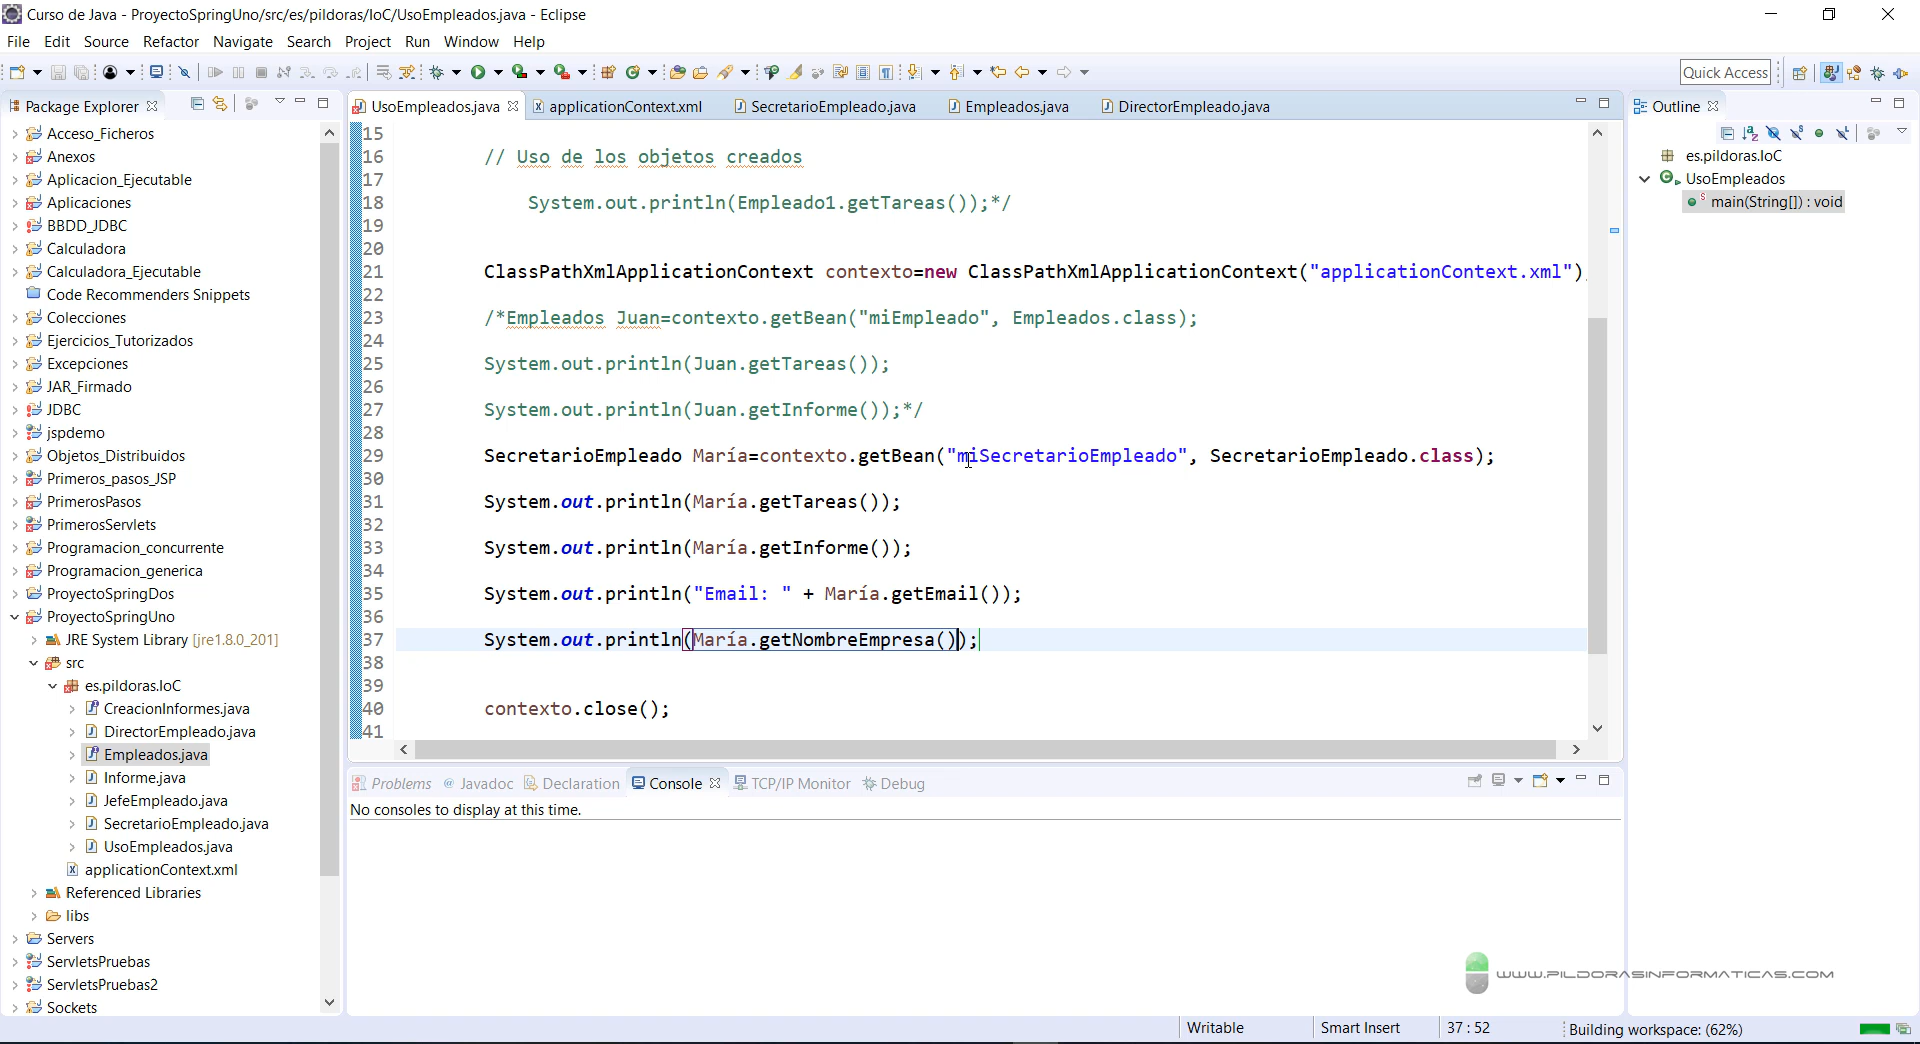 Curso de Java - ProyectoSpringUno/src/es/pildoras/IoC/UsoEmpleados.java - Eclipse
File Edit Source Refactor Navigate Search Project Run Window Help
Quick Access
Package Explorer
Acceso_Ficheros
Anexos
Aplicacion_Ejecutable
Aplicaciones
BBDD_JDBC
Calculadora
Calculadora_Ejecutable
Code Recommenders Snippets
Colecciones
Ejercicios_Tutorizados
Excepciones
JAR_Firmado
JDBC
jspdemo
Objetos_Distribuidos
Primeros_pasos_JSP
PrimerosPasos
PrimerosServlets
Programacion_concurrente
Programacion_generica
ProyectoSpringDos
ProyectoSpringUno
JRE System Library [jre1.8.0_201]
src
es.pildoras.IoC
CreacionInformes.java
DirectorEmpleado.java
Empleados.java
Informe.java
JefeEmpleado.java
SecretarioEmpleado.java
UsoEmpleados.java
applicationContext.xml
Referenced Libraries
libs
Servers
ServletsPruebas
ServletsPruebas2
Sockets
UsoEmpleados.java applicationContext.xml SecretarioEmpleado.java Empleados.java DirectorEmpleado.java
15
16 // Uso de los objetos creados
17
18 System.out.println(Empleado1.getTareas());*/
19
20
21 ClassPathXmlApplicationContext contexto=new ClassPathXmlApplicationContext("applicationContext.xml")
22
23 /*Empleados Juan=contexto.getBean("miEmpleado", Empleados.class);
24
25 System.out.println(Juan.getTareas());
26
27 System.out.println(Juan.getInforme());*/
28
29 SecretarioEmpleado María=contexto.getBean("miSecretarioEmpleado", SecretarioEmpleado.class);
30
31 System.out.println(María.getTareas());
32
33 System.out.println(María.getInforme());
34
35 System.out.println("Email: " + María.getEmail());
36
37 System.out.println(María.getNombreEmpresa());
38
39
40 contexto.close();
41
Problems Javadoc Declaration Console TCP/IP Monitor Debug
No consoles to display at this time.
Outline
es.pildoras.IoC
UsoEmpleados
main(String[]) : void
WWW.PILDORASINFORMATICAS.COM
Writable Smart Insert 37 : 52 Building workspace: (62%)